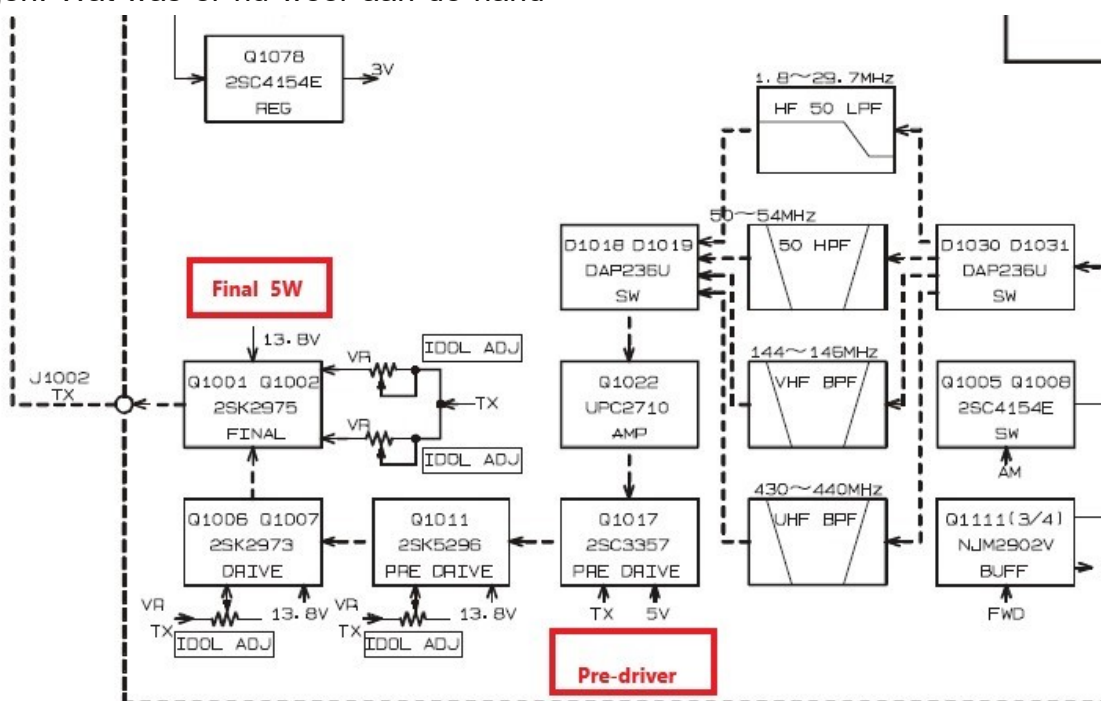 Q1078
2SC4154E
REG
3V
1.8~29.7MHz
HF 50 LPF
50~54MHz
D1018 D1019
DAP236U
SW
50 HPF
D1030 D1031
DAP236U
SW
Final 5W
13.8V
VR
IDOL ADJ
J1002
TX
Q1001 Q1002
2SK2975
FINAL
TX
VR
IDOL ADJ
Q1022
UPC2710
AMP
144~146MHz
VHF BPF
Q1005 Q1008
2SC4154E
SW
AM
430~440MHz
UHF BPF
Q1006 Q1007
2SK2973
DRIVE
Q1011
2SK5296
PRE DRIVE
Q1017
2SC3357
PRE DRIVE
Q1111(3/4)
NJM2902V
BUFF
VR
TX
13.8V
IDOL ADJ
VR
TX
13.8V
IDOL ADJ
TX
5V
FWD
Pre-driver